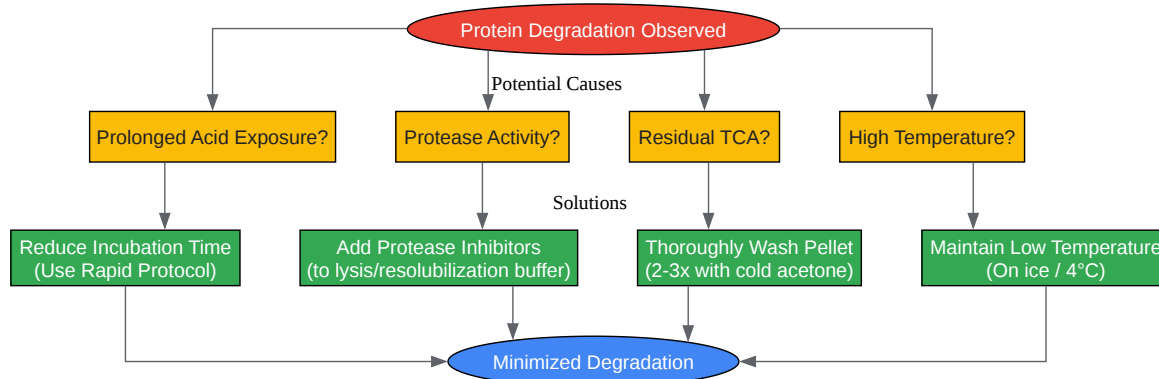 Protein Degradation Observed
Potential Causes
Prolonged Acid Exposure?
Protease Activity?
Residual TCA?
High Temperature?
Solutions
Reduce Incubation Time
(Use Rapid Protocol)
Add Protease Inhibitors
(to lysis/resolubilization buffer)
Thoroughly Wash Pellet
(2-3x with cold acetone)
Maintain Low Temperature
(On ice / 4°C)
Minimized Degradation